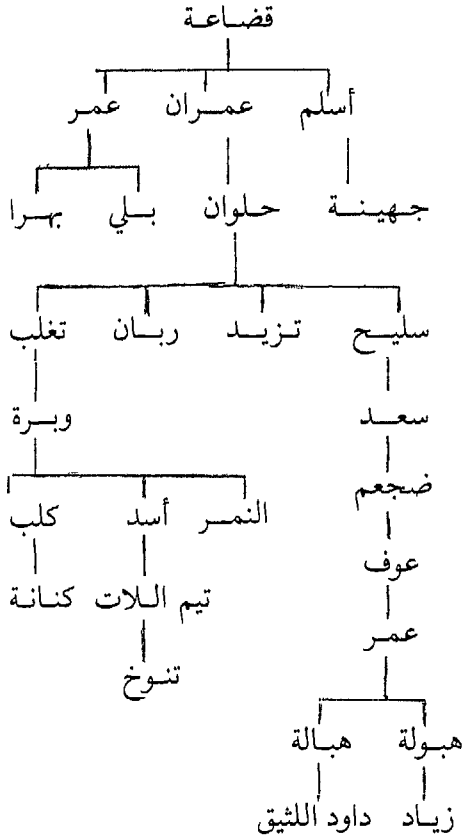 قضاعة
أسلم عمران عمر
جهينة حلوان بلي بهرا
سليح تزيد ربان تغلب
سعد وبرة
ضجعم
النمر أسد كلب
عوف
تيم اللات كنانة
عمر
تنوخ
هبولة هبالة
زياد داود اللثيق